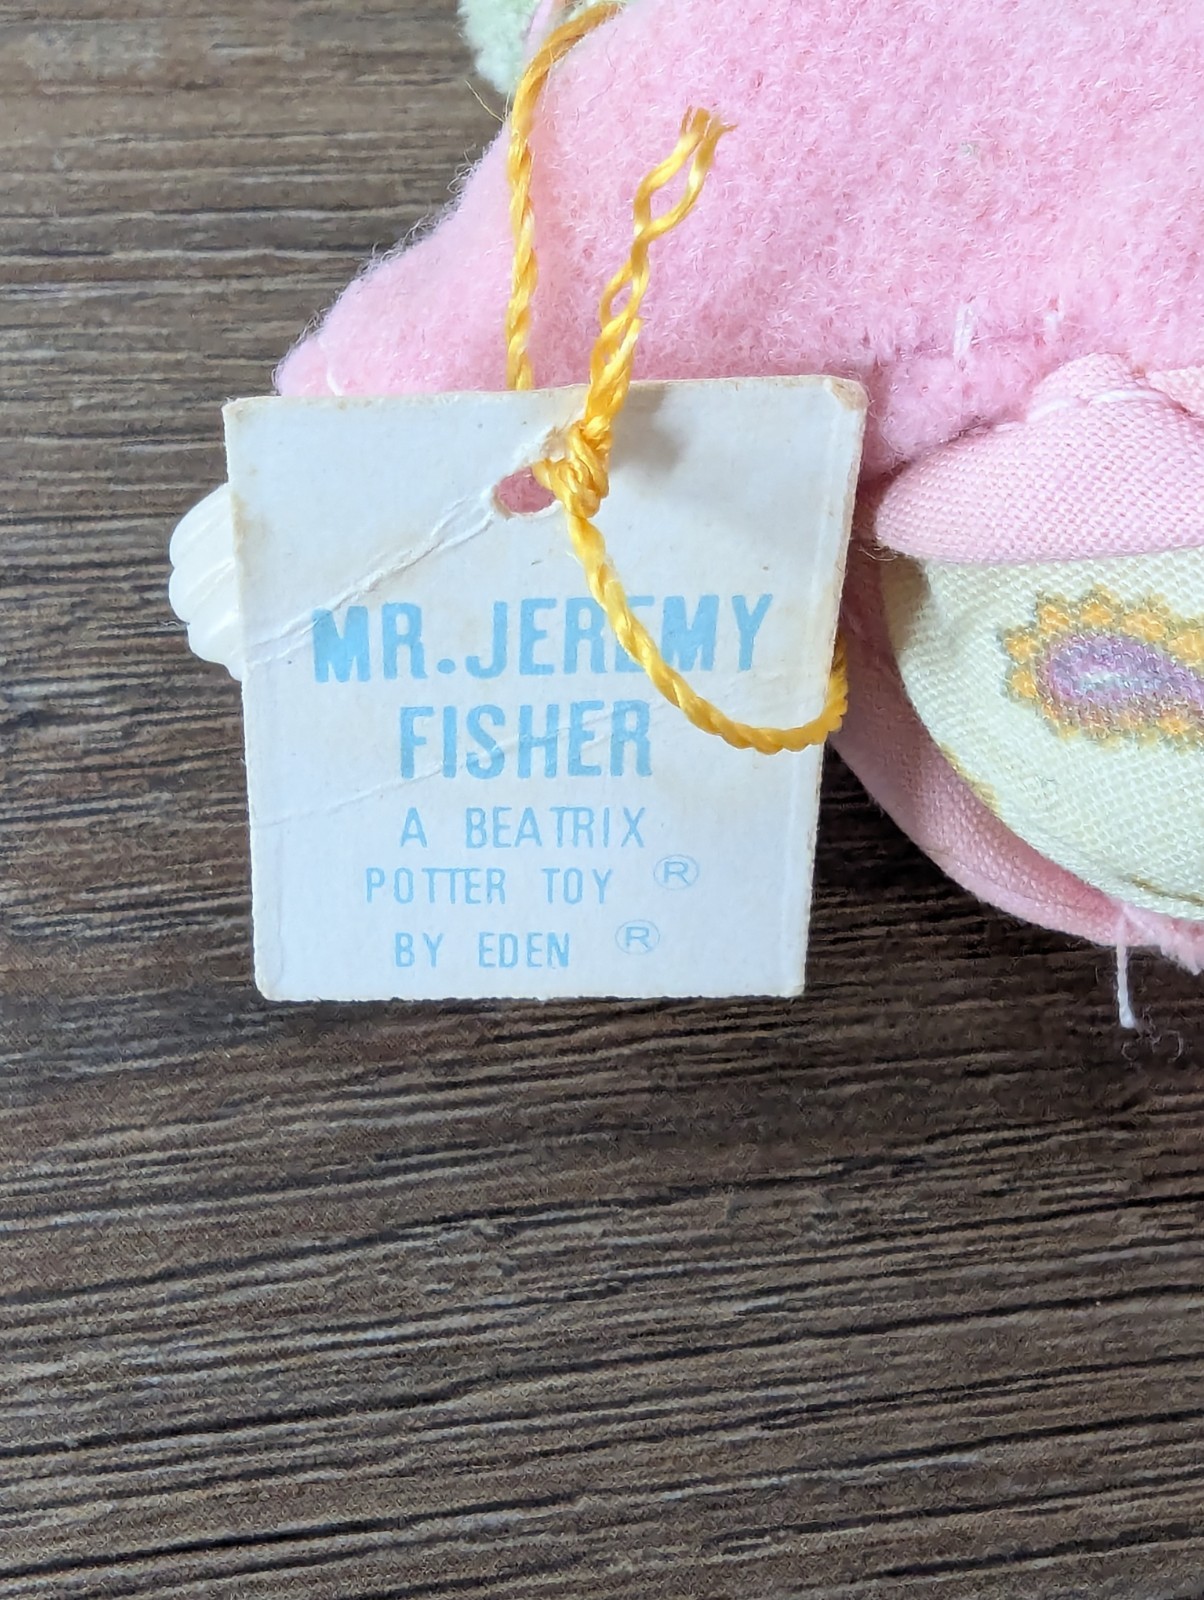 MR. JEREMY
FISHER
A BEATRIX
POTTER TOY ®
BY EDEN ®